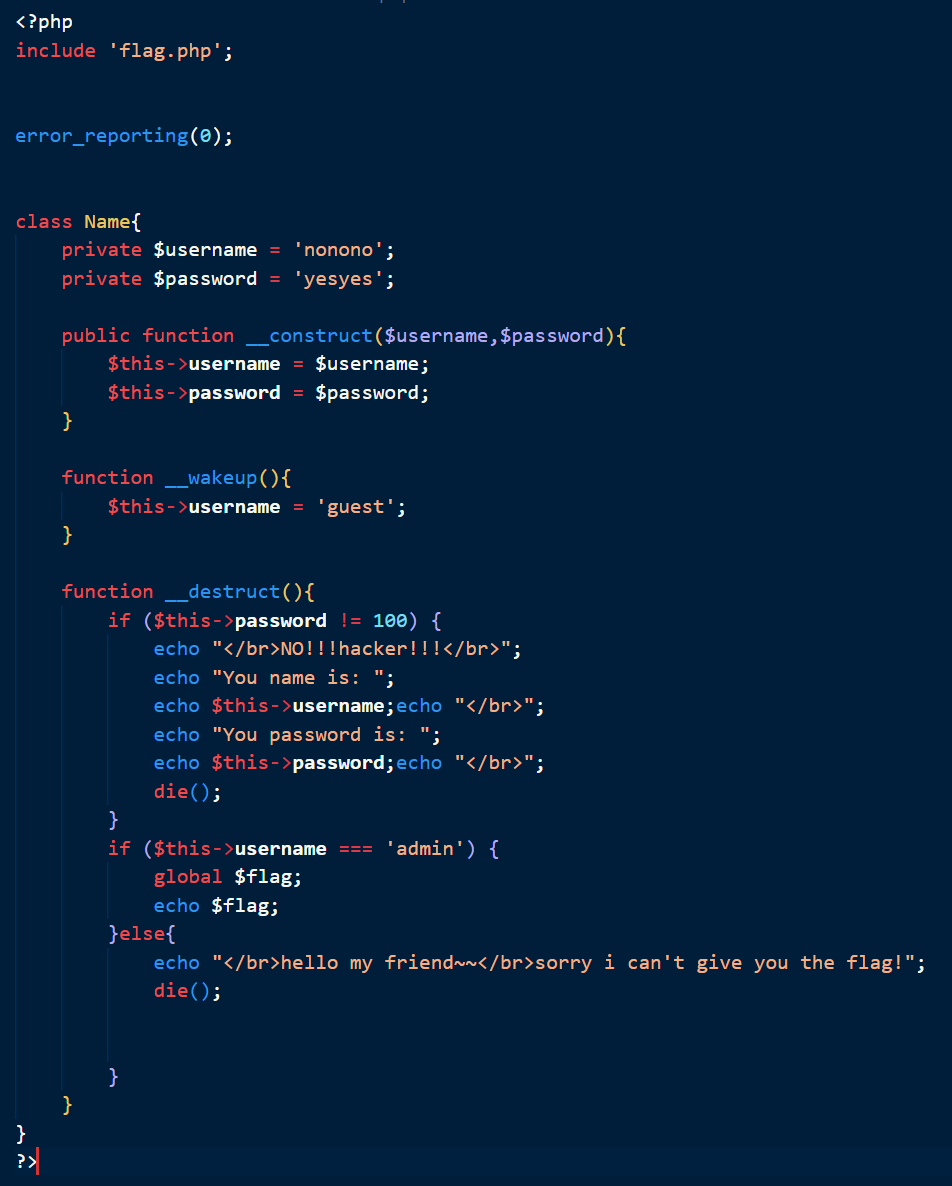 <?php
include 'flag.php';
error_reporting(0);
class Name{
    private $username = 'nonono';
    private $password = 'yesyes';
    public function __construct($username,$password){
        $this->username = $username;
        $this->password = $password;
    }
    function __wakeup(){
        $this->username = 'guest';
    }
    function __destruct(){
        if ($this->password != 100) {
            echo "</br>NO!!!hacker!!!</br>";
            echo "You name is: ";
            echo $this->username;echo "</br>";
            echo "You password is: ";
            echo $this->password;echo "</br>";
            die();
        }
        if ($this->username === 'admin') {
            global $flag;
            echo $flag;
        }else{
            echo "</br>hello my friend~~</br>sorry i can't give you the flag!";
            die();
        }
    }
}
?>